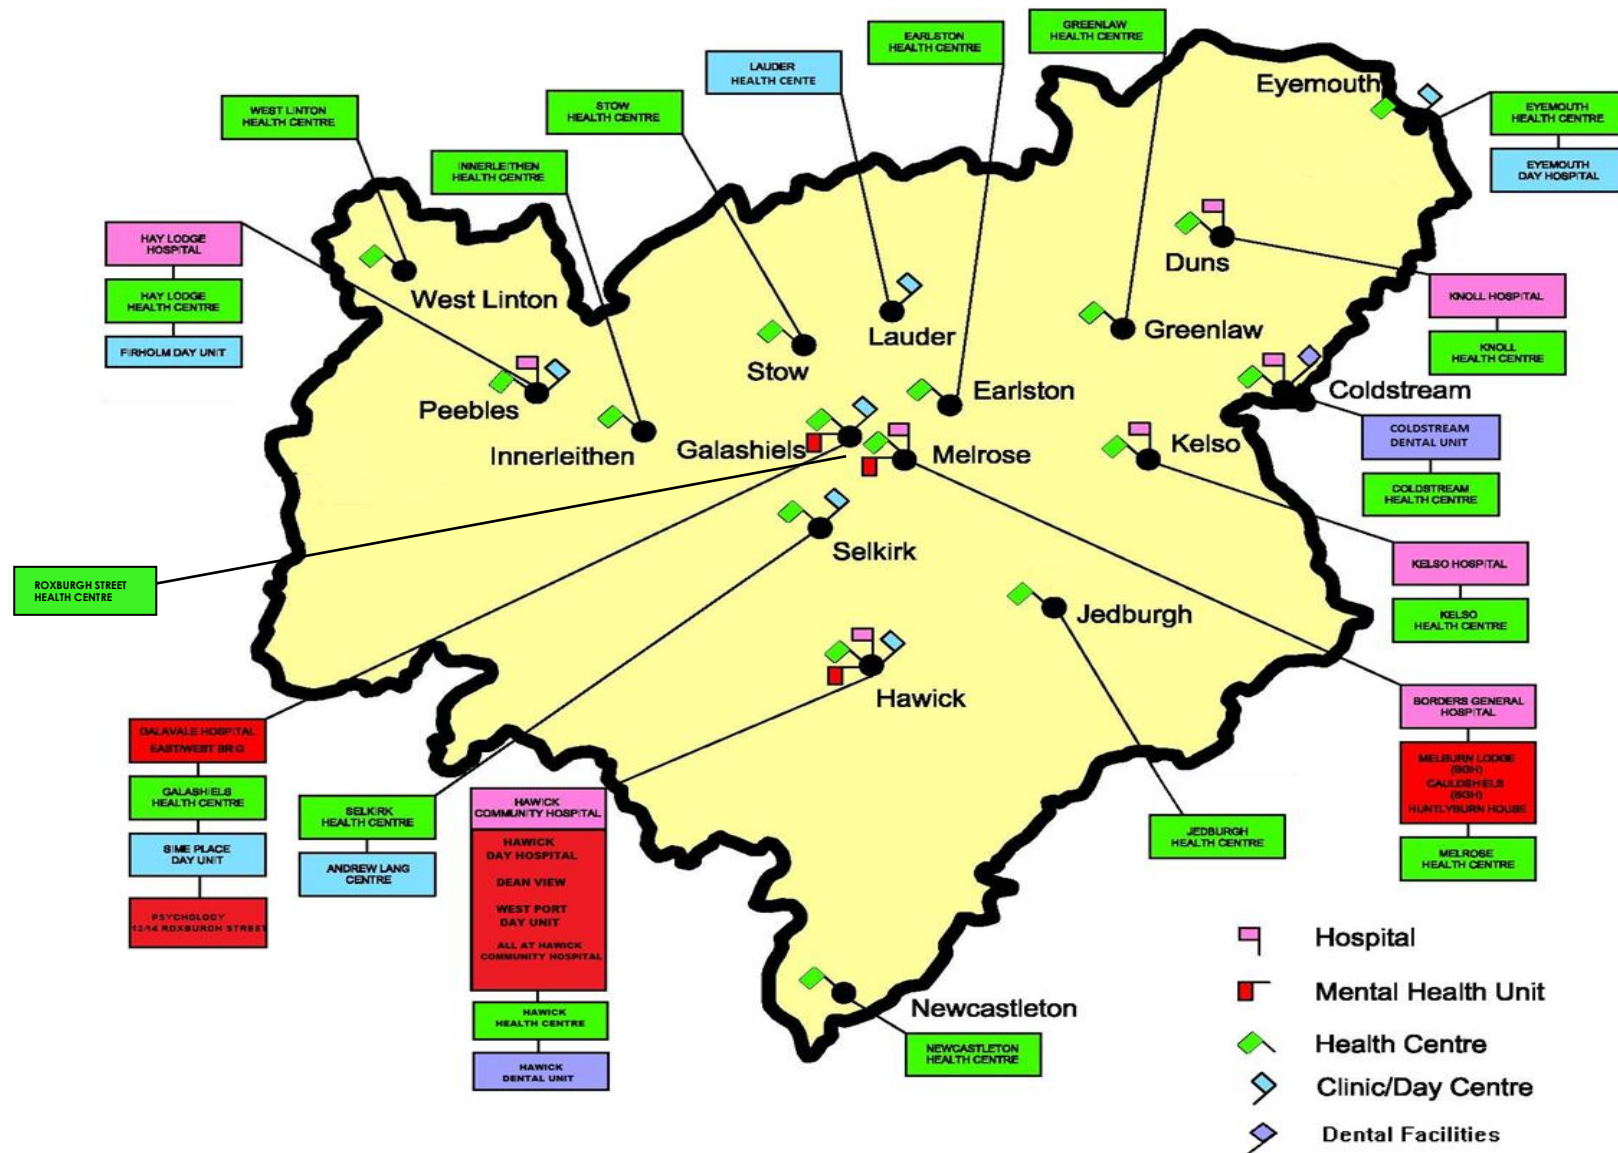 GREENLAW
HEALTH CENTRE
EARLSTON
HEALTH CENTRE
LAUDER
HEALTH CENTE
STOW
HEALTH CENTRE
WEST LINTON
HEALTH CENTRE
INNERLEITHEN
HEALTH CENTRE
Eyemouth
EYEMOUTH
HEALTH CENTRE
EYEMOUTH
DAY HOSPITAL
HAY LODGE
HOSPITAL
HAY LODGE
HEALTH CENTRE
FIRHOLM DAY UNIT
West Linton
Duns
KNOLL HOSPITAL
KNOLL
HEALTH CENTRE
Lauder
Greenlaw
Stow
Peebles
Earlston
Coldstream
COLDSTREAM
DENTAL UNIT
COLDSTREAM
HEALTH CENTRE
Innerleithen
Galashiels
Melrose
Kelso
Selkirk
KELSO HOSPITAL
KELSO
HEALTH CENTRE
ROXBURGH STREET
HEALTH CENTRE
Jedburgh
Hawick
BORDERS GENERAL
HOSPITAL
MELBURN LODGE
(BGH)
CAULDSHIELS
(BGH)
HUNTLYBURN HOUSE
MELROSE
HEALTH CENTRE
GALAVALE HOSPITAL
EAST/WEST BRIG
GALASHIELS
HEALTH CENTRE
SIME PLACE
DAY UNIT
PSYCHOLOGY
12/14 ROXBURGH STREET
SELKIRK
HEALTH CENTRE
ANDREW LANG
CENTRE
HAWICK
COMMUNITY HOSPITAL
HAWICK
DAY HOSPITAL
DEAN VIEW
WEST PORT
DAY UNIT
ALL AT HAWICK
COMMUNITY HOSPITAL
HAWICK
HEALTH CENTRE
HAWICK
DENTAL UNIT
JEDBURGH
HEALTH CENTRE
Newcastleton
NEWCASTLETON
HEALTH CENTRE
Hospital
Mental Health Unit
Health Centre
Clinic/Day Centre
Dental Facilities